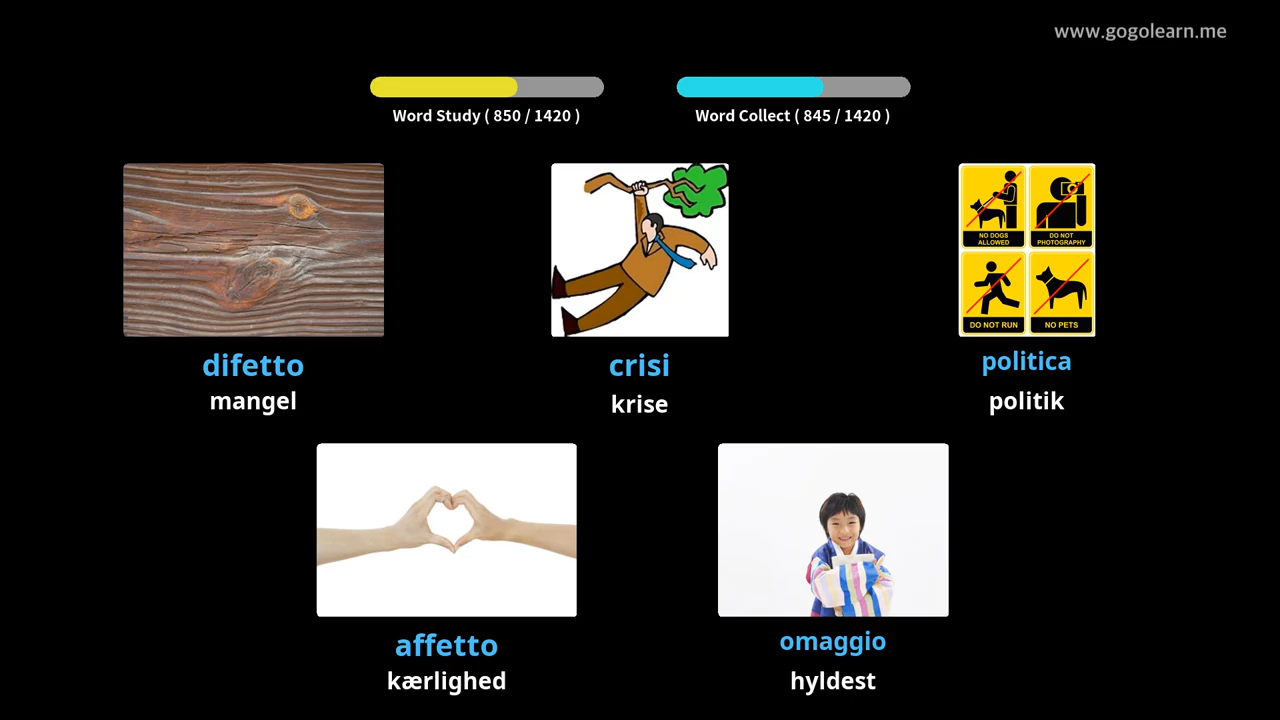 www.gogolearn.me
Word Study ( 850 / 1420 )
Word Collect ( 845 / 1420 )
NO DOGS
ALLOWED
DO NOT
PHOTOGRAPHY
DO NOT RUN
NO PETS
difetto
mangel
crisi
krise
politica
politik
affetto
kærlighed
omaggio
hyldest